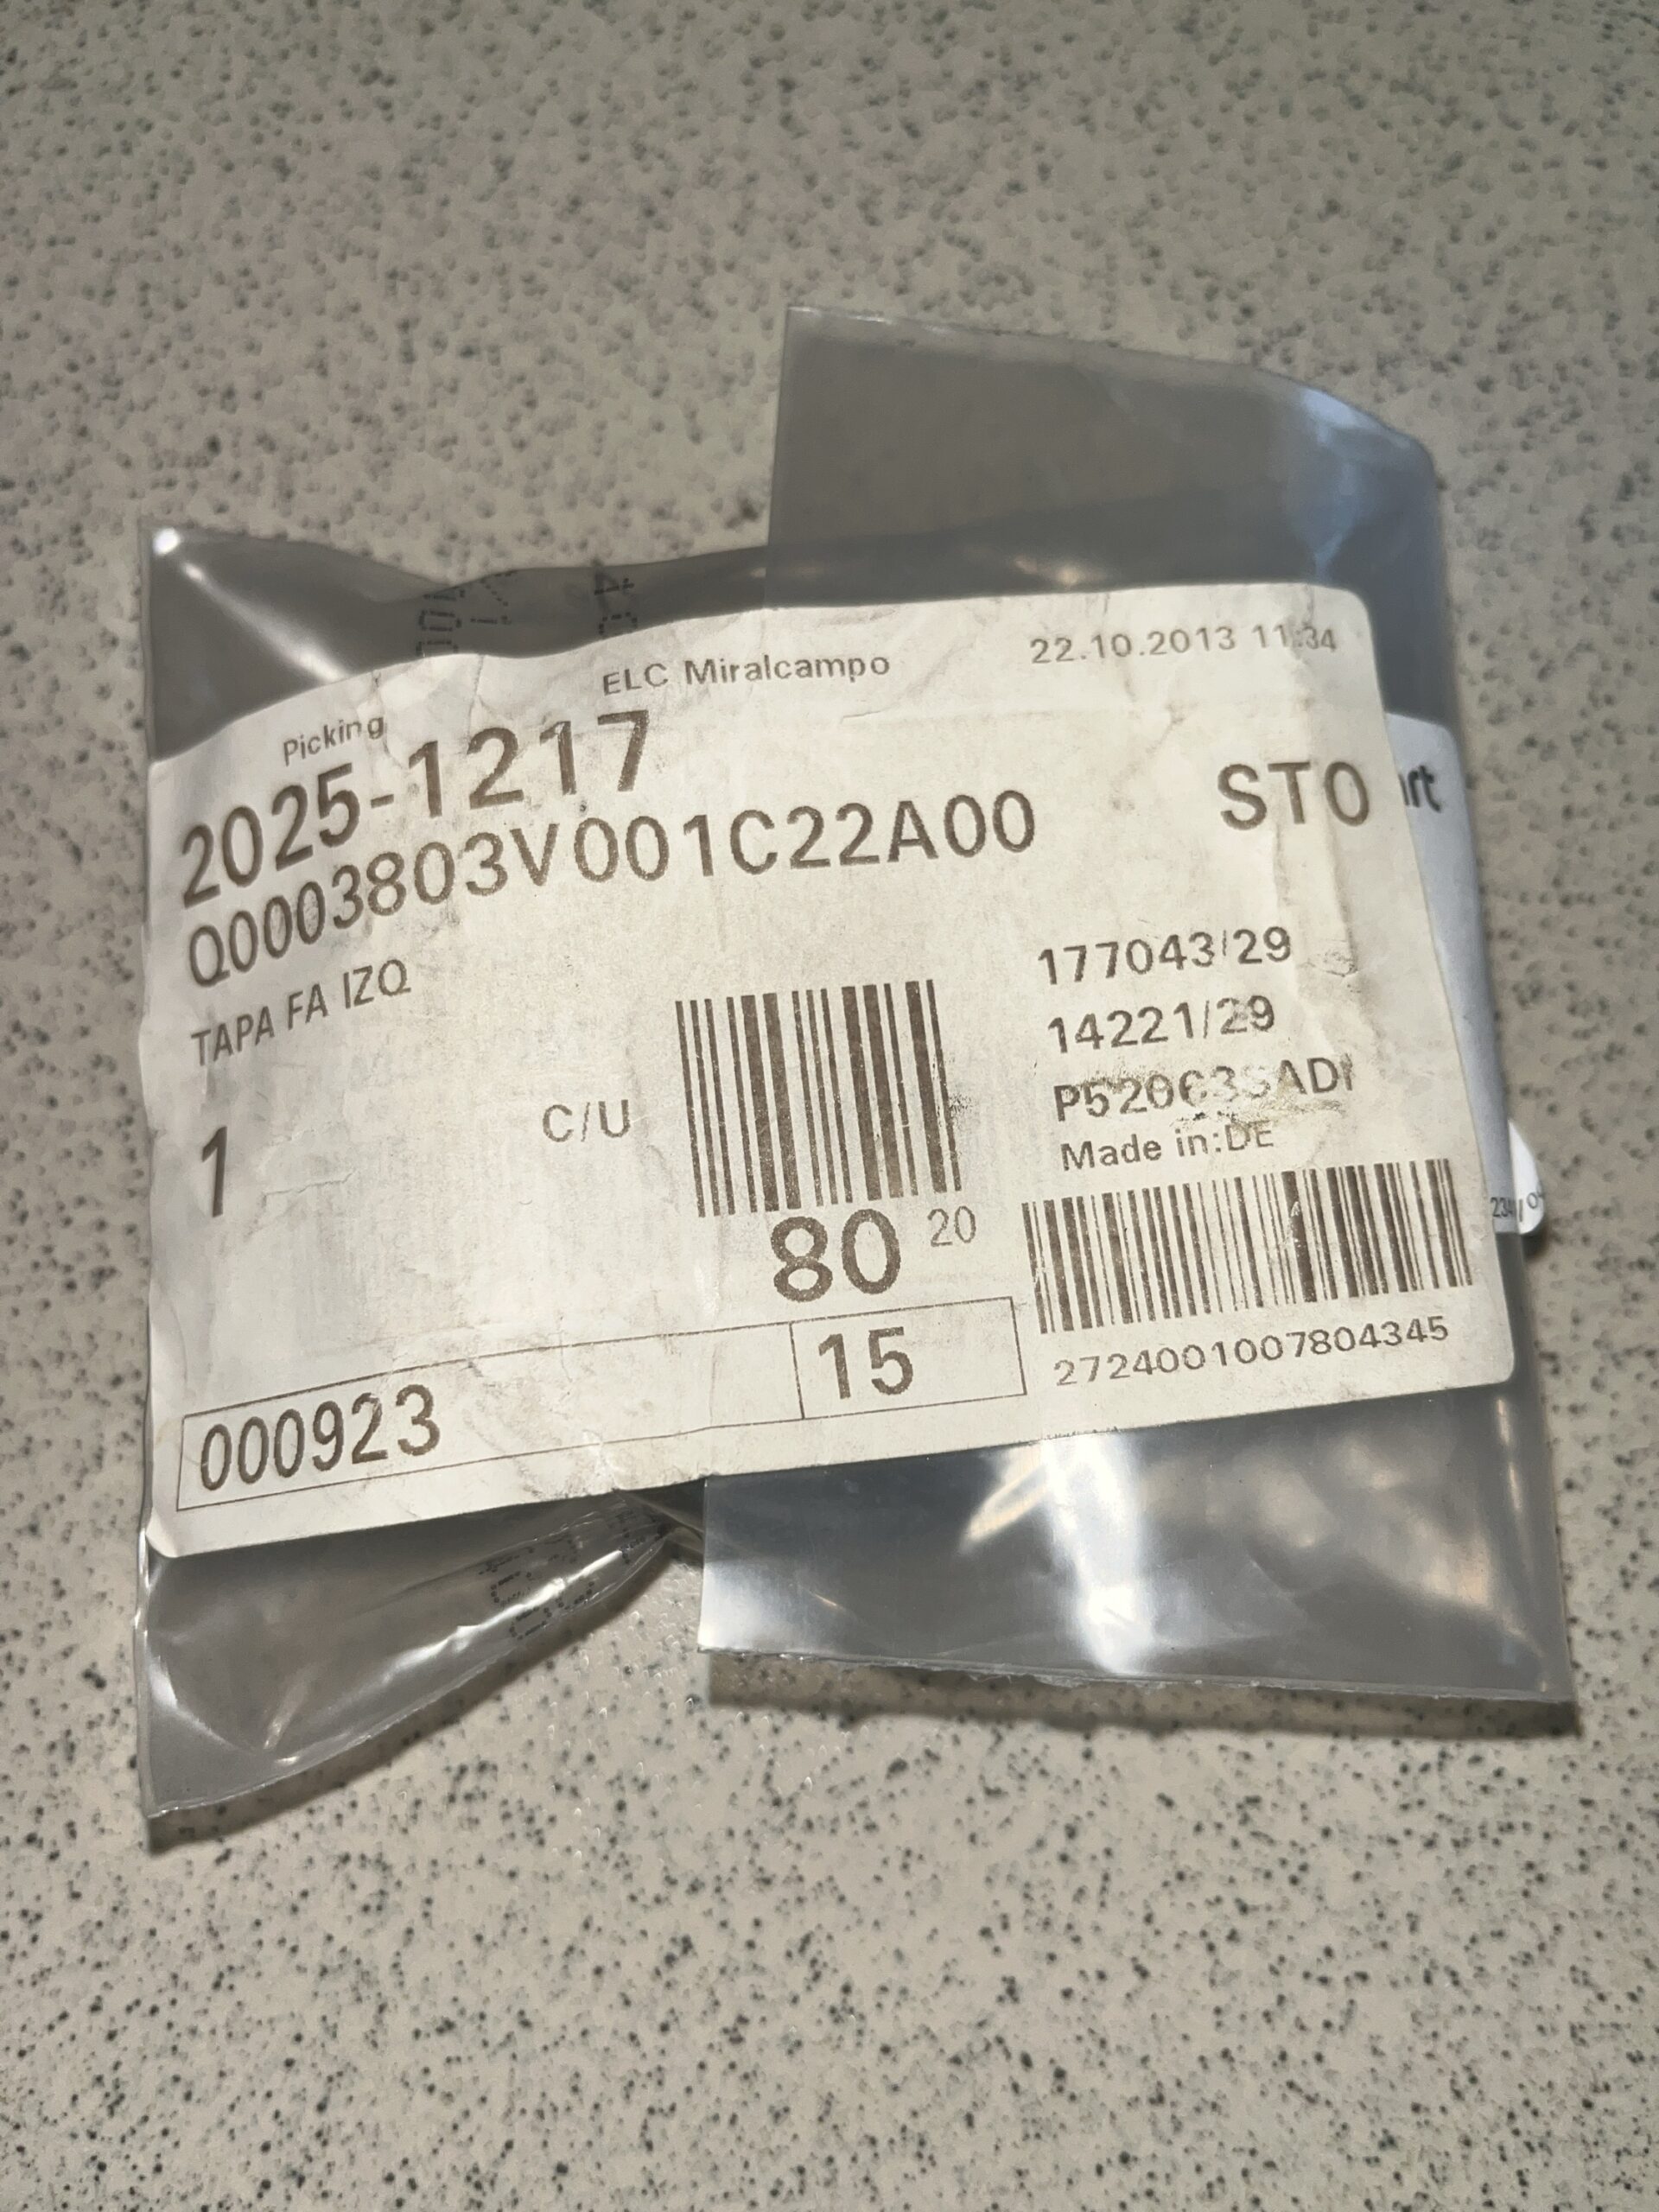 22.10.2013 11:34
ELC Miralcampo
Picking
2025-1217
STO
Q0003803V001C22A00
TAPA FA IZQ
177043/29
14221/29
Made in:DE
1
C/U
80
20
15
000923
2724001007804345